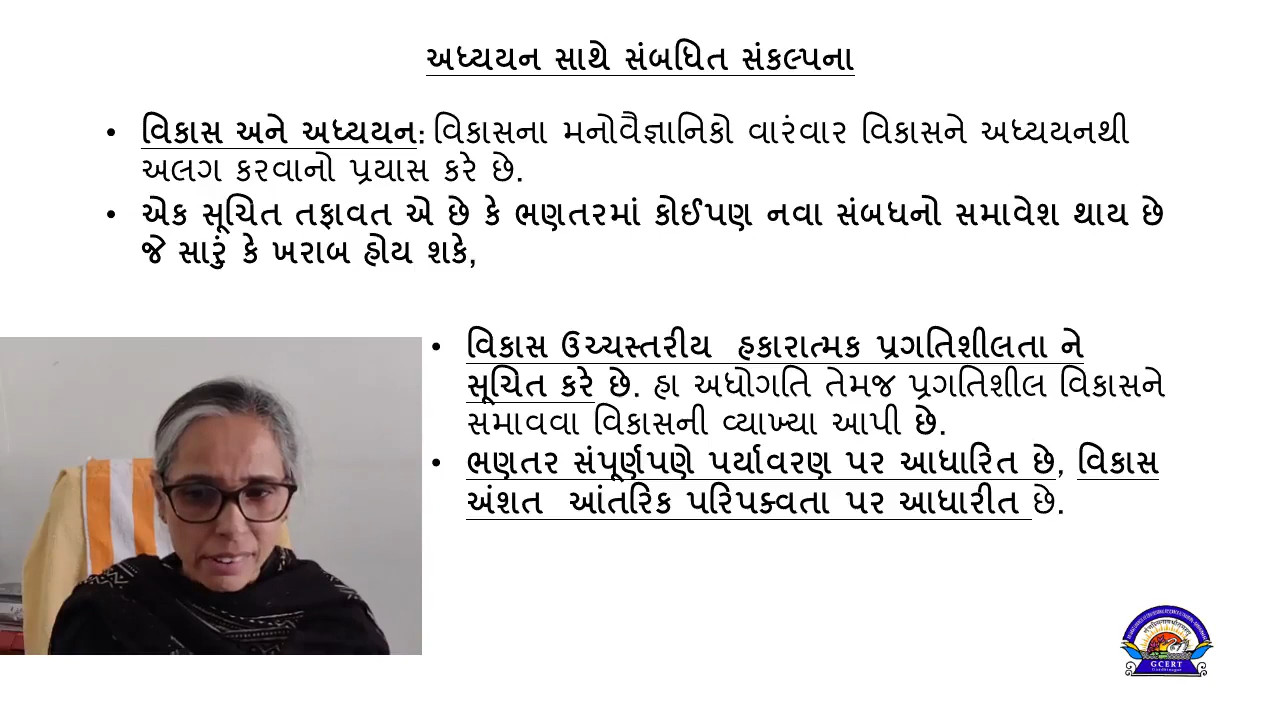 અધ્યયન સાથે સંબધિત સંકલ્પના
• વિકાસ અને અધ્યયન: વિકાસના મનોવૈજ્ઞાનિકો વારંવાર વિકાસને અધ્યયનથી
અલગ કરવાનો પ્રયાસ કરે છે.
• એક સૂચિત તફાવત એ છે કે ભણતરમાં કોઈપણ નવા સંબધનો સમાવેશ થાય છે
જે સારું કે ખરાબ હોય શકે,
• વિકાસ ઉચ્ચસ્તરીય હકારાત્મક પ્રગતિશીલતા ને
સૂચિત કરે છે. હા અધોગતિ તેમજ પ્રગતિશીલ વિકાસને
સમાવવા વિકાસની વ્યાખ્યા આપી છે.
• ભણતર સંપૂર્ણપણે પર્યાવરણ પર આધારિત છે, વિકાસ
અંશત આંતરિક પરિપક્વતા પર આધારીત છે.
GCERT
Gandhinagar